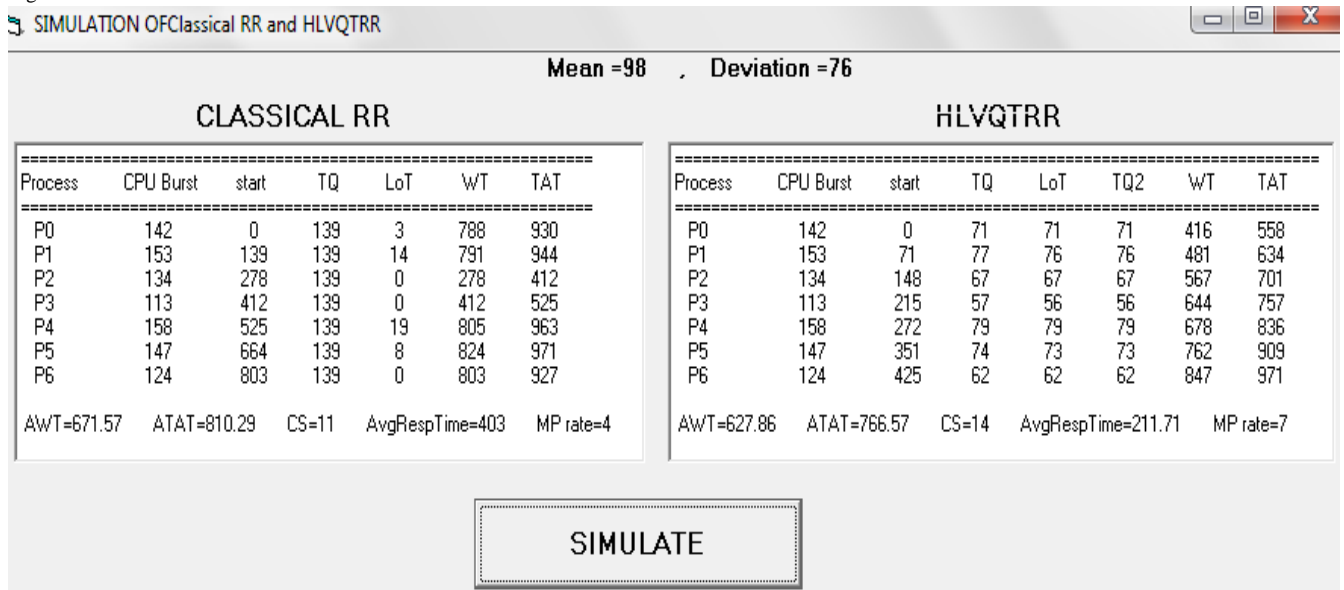 SIMULATION OFClassical RR and HLVQTRR
Mean =98 , Deviation =76
CLASSICAL RR
Process CPU Burst start TQ LoT WT TAT
P0 142 0 139 3 788 930
P1 153 139 139 14 791 944
P2 134 278 139 0 278 412
P3 113 412 139 0 412 525
P4 158 525 139 19 805 963
P5 147 664 139 8 824 971
P6 124 803 139 0 803 927
AWT=671.57 ATAT=810.29 CS=11 AvgRespTime=403 MP rate=4
HLVQTRR
Process CPU Burst start TQ LoT TQ2 WT TAT
P0 142 0 71 71 71 416 558
P1 153 71 77 76 76 481 634
P2 134 148 67 67 67 567 701
P3 113 215 57 56 56 644 757
P4 158 272 79 79 79 678 836
P5 147 351 74 73 73 762 909
P6 124 425 62 62 62 847 971
AWT=627.86 ATAT=766.57 CS=14 AvgRespTime=211.71 MP rate=7
SIMULATE